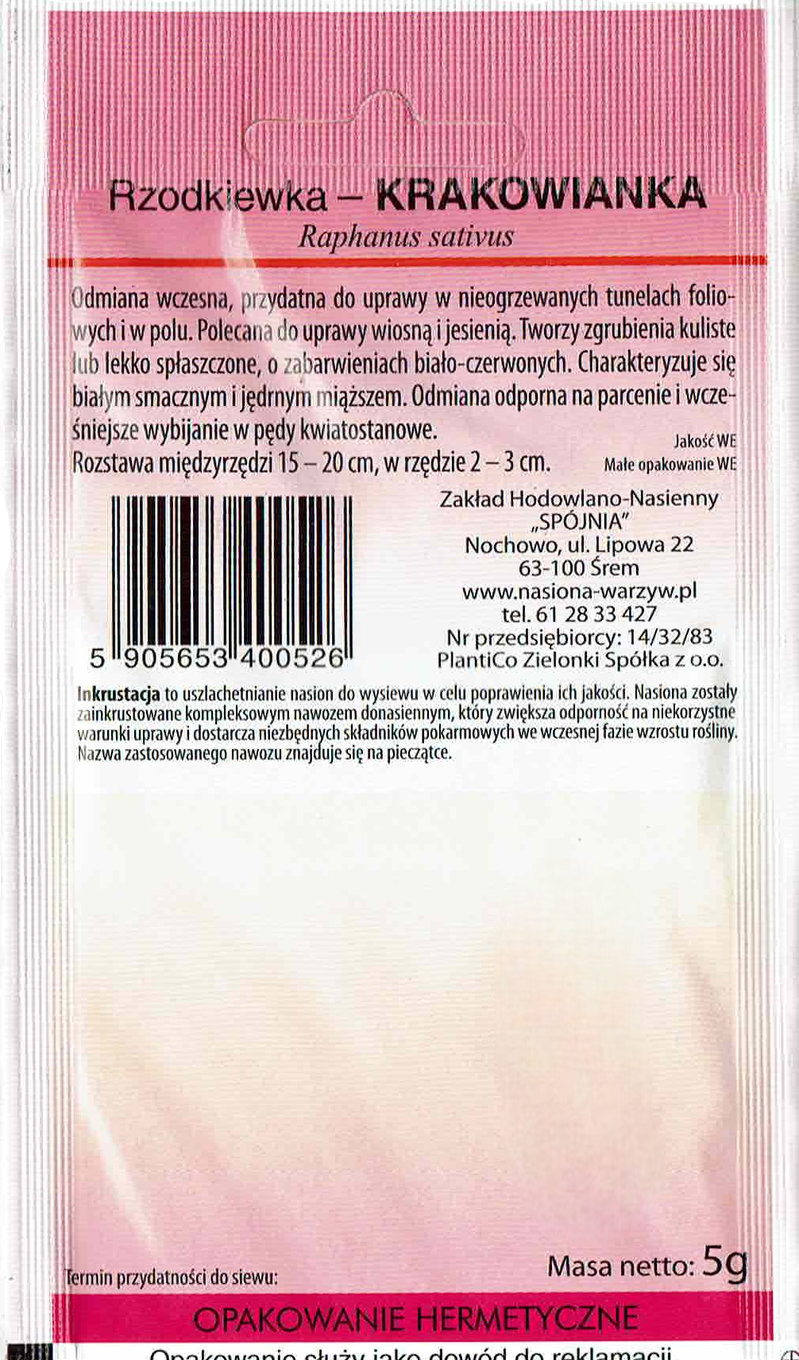 Rzodkiewka – KRAKOWIANKA
Raphanus sativus
Odmiana wczesna, przydatna do uprawy w nieogrzewanych tunelach folio-
wych i w polu. Polecana do uprawy wiosną i jesienią. Tworzy zgrubienia kuliste
lub lekko spłaszczone, o zabarwieniach biało-czerwonych. Charakteryzuje się
białym smacznym i jędrnym miąższem. Odmiana odporna na parcenie i wcze-
śniejsze wybijanie w pędy kwiatostanowe.
Jakość WE
Rozstawa międzyrzędzi 15 – 20 cm, w rzędzie 2 – 3 cm.
Małe opakowanie WE
Zakład Hodowlano-Nasienny
„SPÓJNIA”
Nochowo, ul. Lipowa 22
63-100 Śrem
www.nasiona-warzyw.pl
tel. 61 28 33 427
Nr przedsiębiorcy: 14/32/83
PlantiCo Zielonki Spółka z o.o.
5 905653 400526
Inkrustacja to uszlachetnianie nasion do wysiewu w celu poprawienia ich jakości. Nasiona zostały
zainkrustowane kompleksowym nawozem donasiennym, który zwiększa odporność na niekorzystne
warunki uprawy i dostarcza niezbędnych składników pokarmowych we wczesnej fazie wzrostu rośliny.
Nazwa zastosowanego nawozu znajduje się na pieczątce.
Termin przydatności do siewu:
Masa netto: 5g
OPAKOWANIE HERMETYCZNE
Opakowanie służy jako dowód do reklamacji